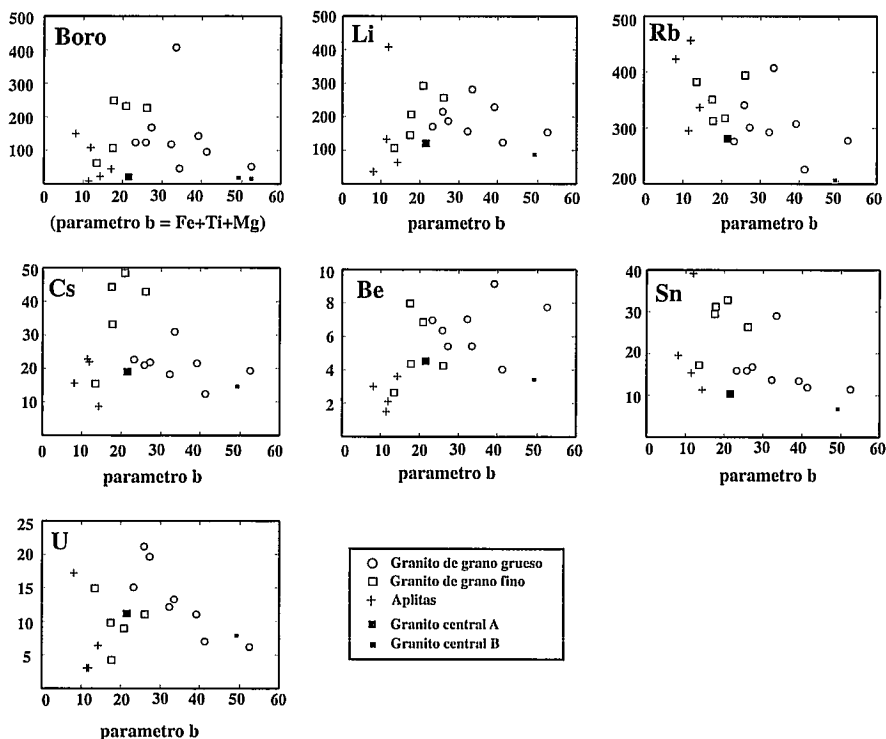 Boro
500
400
300
200
100
0 10 20 30 40 50 60
(parametro b = Fe+Ti+Mg)
Li
500
400
300
200
100
0 10 20 30 40 50 60
parametro b
Rb
500
400
300
200
0 10 20 30 40 50 60
parametro b
Cs
50
40
30
20
10
0 10 20 30 40 50 60
parametro b
Be
10
8
6
4
2
0 10 20 30 40 50 60
parametro b
Sn
40
30
20
10
0 10 20 30 40 50 60
parametro b
U
25
20
15
10
5
0 10 20 30 40 50 60
parametro b
Granito de grano grueso
Granito de grano fino
Aplitas
Granito central A
Granito central B